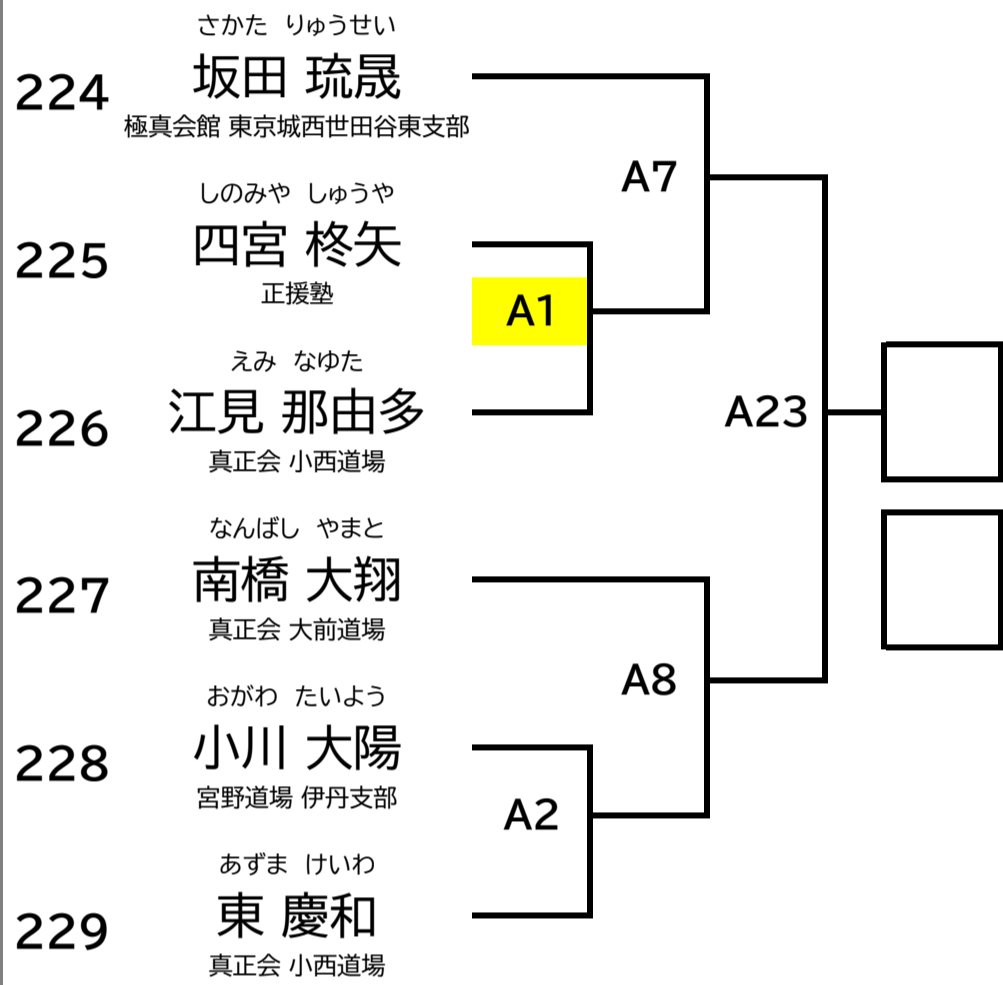 さかた りゅうせい
224 坂田 琉晟
極真会館 東京城西世田谷東支部
A7
しのみや しゅうや
225 四宮 柊矢
正援塾
A1
えみ なゆた
226 江見 那由多
真正会 小西道場
A23
なんばし やまと
227 南橋 大翔
真正会 大前道場
A8
おがわ たいよう
228 小川 大陽
宮野道場 伊丹支部
A2
あずま けいわ
229 東 慶和
真正会 小西道場